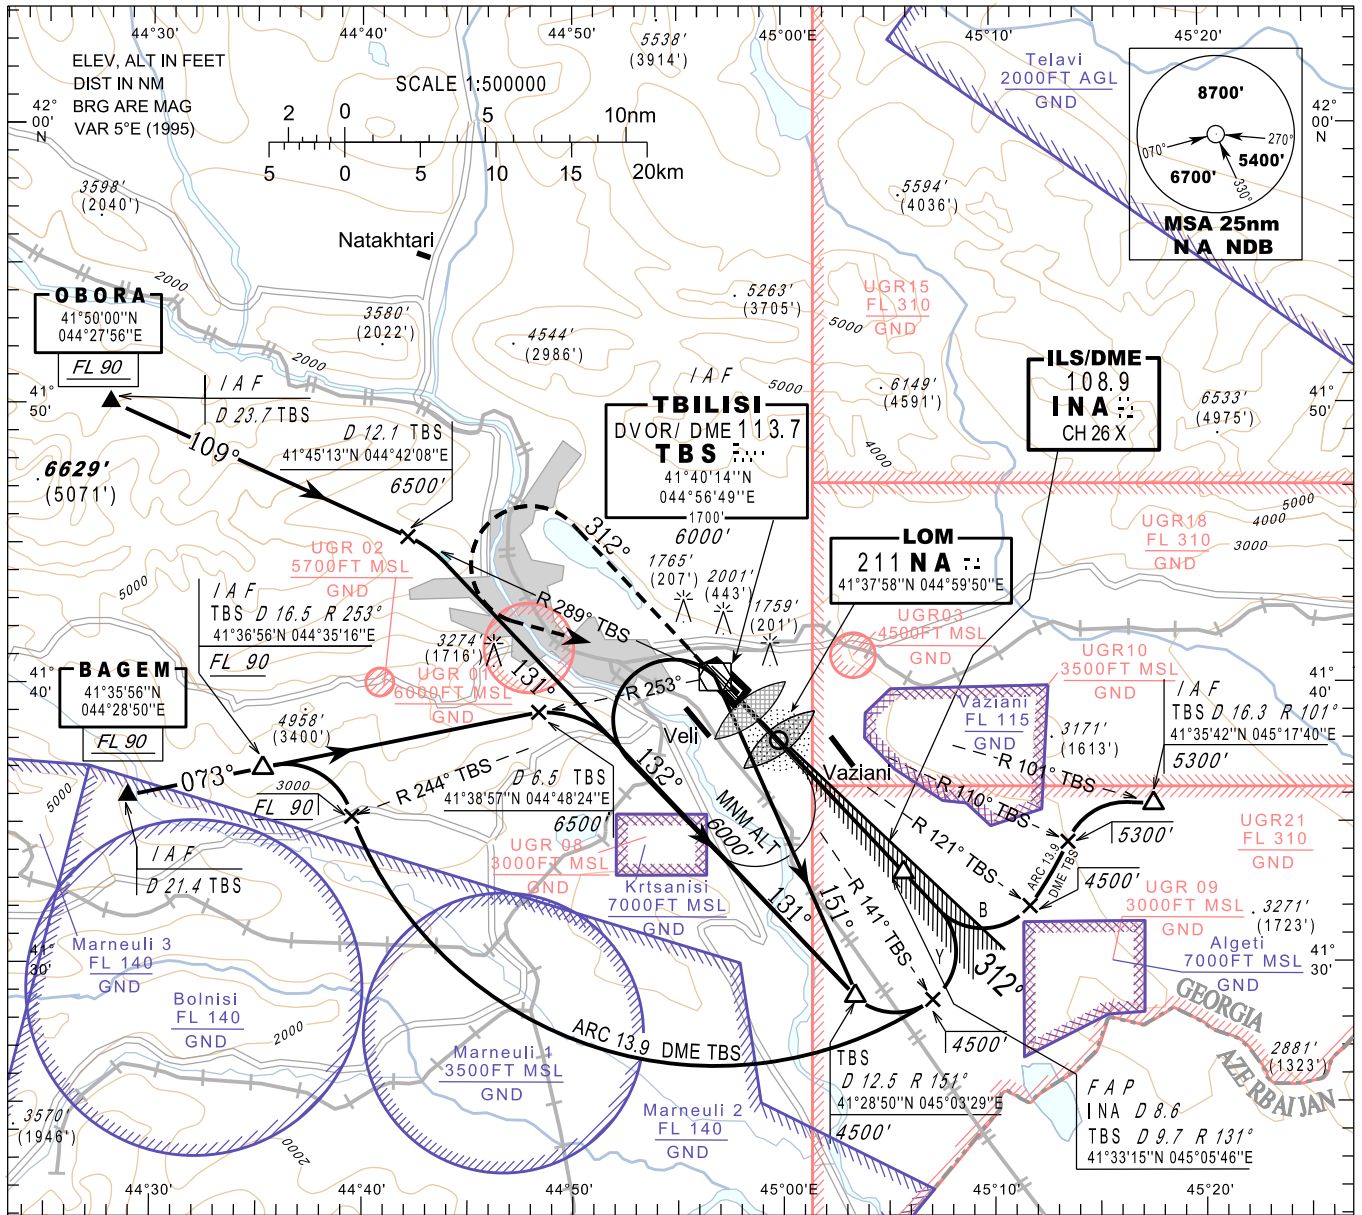 44°30'
44°40'
44°50'
45°00'E
45°10'
45°20'
ELEV, ALT IN FEET
DIST IN NM
BRG ARE MAG
VAR 5°E (1995)
SCALE 1:500000
2 0 5 10nm
5 0 5 10 15 20km
42°
00'
N
42°
00'
N
5538'
(3914')
Telavi
2000FT AGL
GND
8700'
070°
270°
5400'
6700'
330°
MSA 25nm
N A NDB
3598'
(2040')
Natakhtari
5594'
(4036')
2000
OBORA
41°50'00''N
044°27'56''E
FL 90
3580'
(2022')
2000
4544'
(2986')
5263'
(3705')
UGR15
FL 310
GND
5000
ILS/DME
108.9
INA
CH 26 X
41°
50'
41°
50'
IAF
D 23.7 TBS
109°
D 12.1 TBS
41°45'13''N 044°42'08''E
6500'
IAF
5000
TBILISI
DVOR/ DME 113.7
TBS
41°40'14''N
044°56'49''E
1700'
6000'
6149'
(4591')
4000
6533'
(4975')
6629'
(5071')
5000
4000
3000
UGR18
FL 310
GND
312°
LOM
211 NA
41°37'58''N 044°59'50''E
UGR 02
5700FT MSL
GND
5000
IAF
TBS D 16.5 R 253°
41°36'56''N 044°35'16''E
FL 90
1765'
(207')
2001'
(443')
1759'
(201')
R 289° TBS
3274'
(1716')
UGR 01
6000FT MSL
GND
131°
UGR03
4500FT MSL
GND
UGR10
3500FT MSL
GND
41°
40'
41°
40'
BAGEM
41°35'56''N
044°28'50''E
FL 90
R 253°
4958'
(3400')
Veli
Vaziani
Vaziani
FL 115
GND
3171'
(1613')
IAF
TBS D 16.3 R 101°
41°35'42''N 045°17'40''E
5300'
073°
3000
FL 90
5000
R 244° TBS
D 6.5 TBS
41°38'57''N 044°48'24''E
6500'
132°
MNM ALT
6000'
R 101° TBS
R 110° TBS
R 121° TBS
R 141° TBS
5300'
ARC 13.9
DME TBS
4500'
IAF
D 21.4 TBS
UGR 08
3000FT MSL
GND
Krtsanisi
7000FT MSL
GND
131°
151°
B
Y
312°
UGR21
FL 310
GND
UGR 09
3000FT MSL
GND
3271'
(1723')
Algeti
7000FT MSL
GND
Marneuli 3
FL 140
GND
41°
30'
41°
30'
Bolnisi
FL 140
GND
2000
ARC 13.9 DME TBS
Marneuli 1
3500FT MSL
GND
Marneuli 2
FL 140
GND
TBS
D 12.5 R 151°
41°28'50''N 045°03'29''E
4500'
4500'
FAP
INA D 8.6
TBS D 9.7 R 131°
41°33'15''N 045°05'46''E
GEORGIA
AZERBAIJAN
2881'
(1323')
3570'
(1946')
2000
44°30'
44°40'
44°50'
45°00'E
45°10'
45°20'